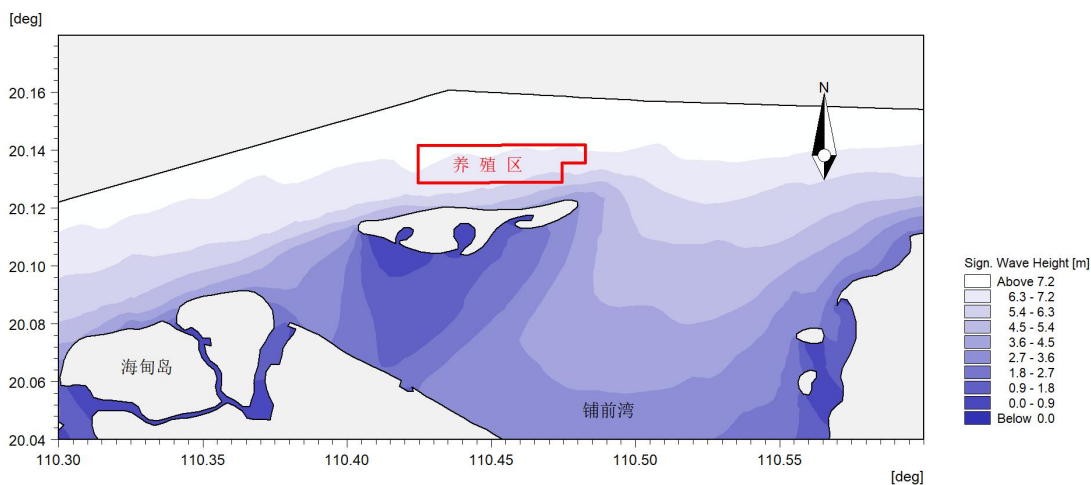 [deg]
N
20.16
20.14
20.12
20.10
20.08
20.06
20.04
养殖区
海甸岛
铺前湾
110.30 110.35 110.40 110.45 110.50 110.55
[deg]
Sign. Wave Height [m]
Above 7.2
6.3 - 7.2
5.4 - 6.3
4.5 - 5.4
3.6 - 4.5
2.7 - 3.6
1.8 - 2.7
0.9 - 1.8
0.0 - 0.9
Below 0.0